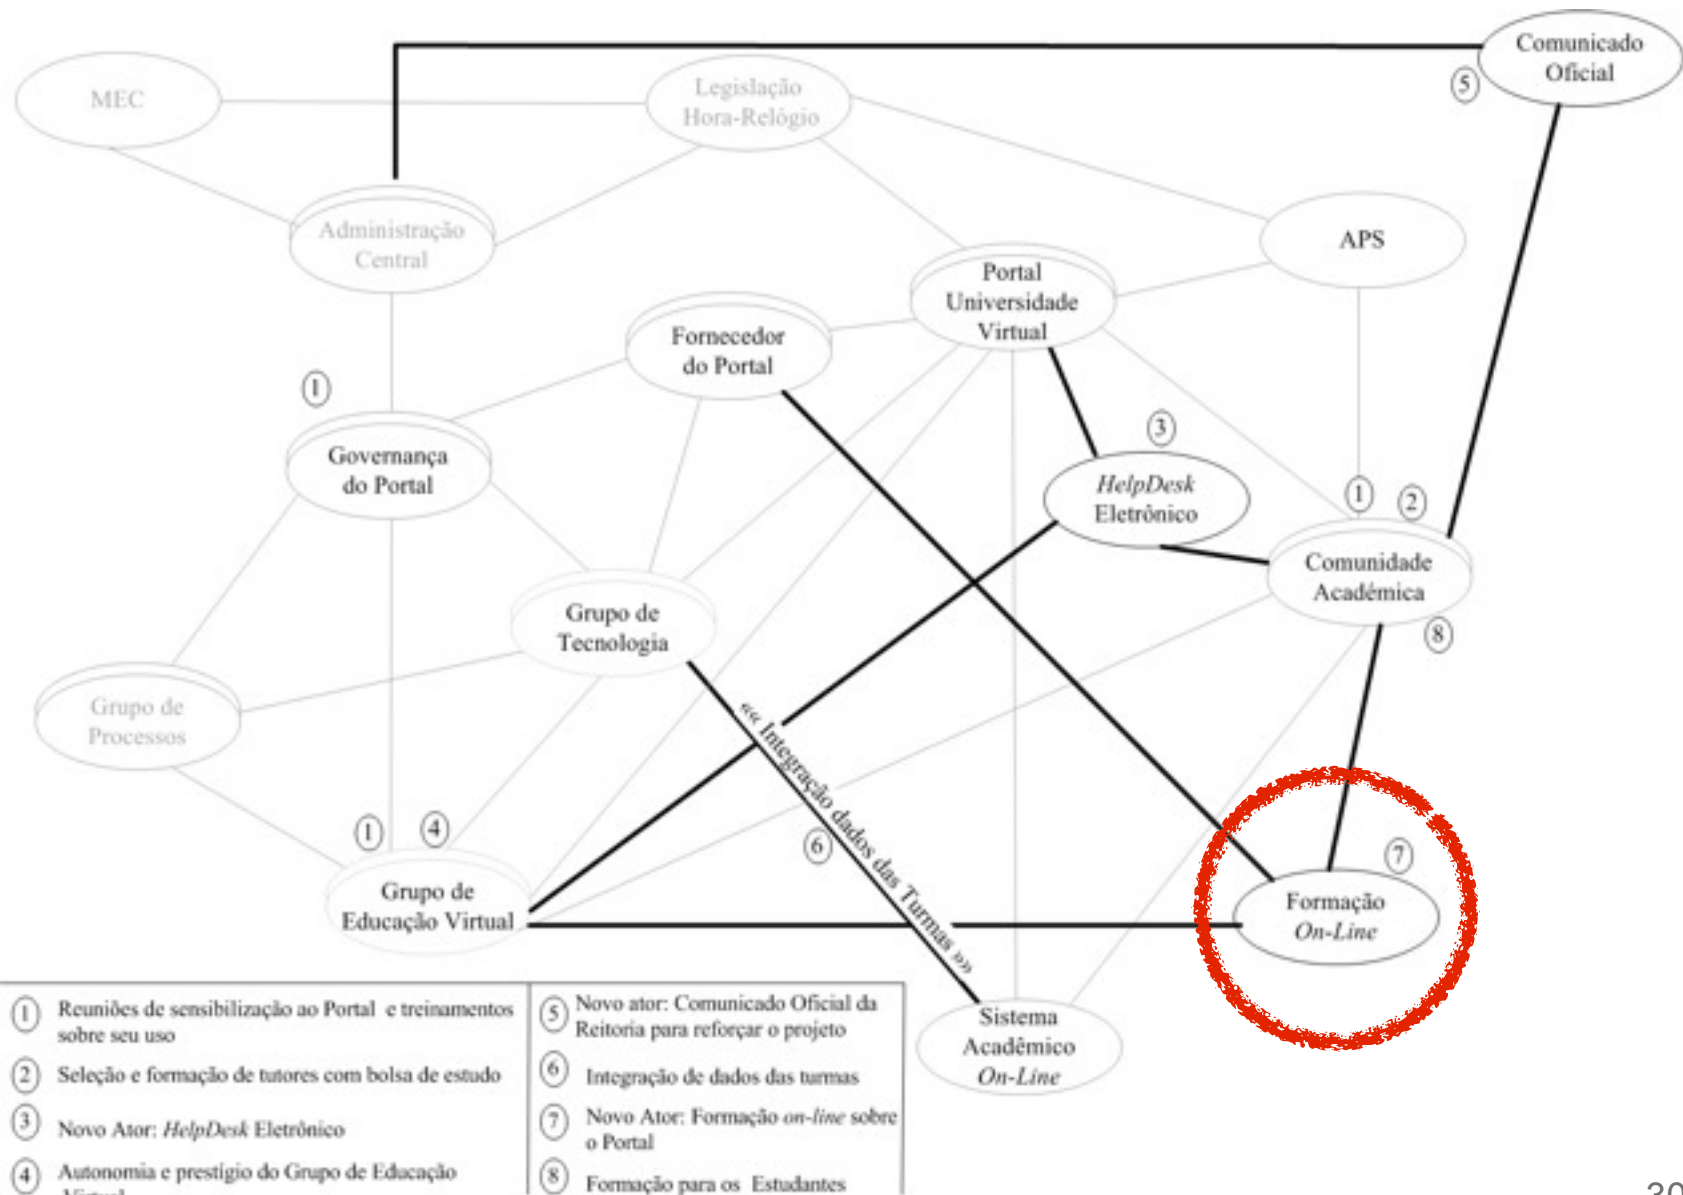 Comunicado
Oficial
5
MEC
Legislação
Hora-Relógio
Administração
Central
APS
Portal
Universidade
Virtual
Fornecedor
do Portal
1
Governança
do Portal
3
HelpDesk
Eletrônico
1
2
Comunidade
Acadêmica
8
Grupo de
Tecnologia
Grupo de
Processos
«« Integração dados das Turmas »»
6
1
4
Grupo de
Educação Virtual
7
Formação
On-Line
Sistema
Acadêmico
On-Line
1 Reuniões de sensibilização ao Portal e treinamentos
sobre seu uso
2 Seleção e formação de tutores com bolsa de estudo
3 Novo Ator: HelpDesk Eletrônico
4 Autonomia e prestígio do Grupo de Educação
Virtual
5 Novo ator: Comunicado Oficial da
Reitoria para reforçar o projeto
6 Integração de dados das turmas
7 Novo Ator: Formação on-line sobre
o Portal
8 Formação para os Estudantes
30